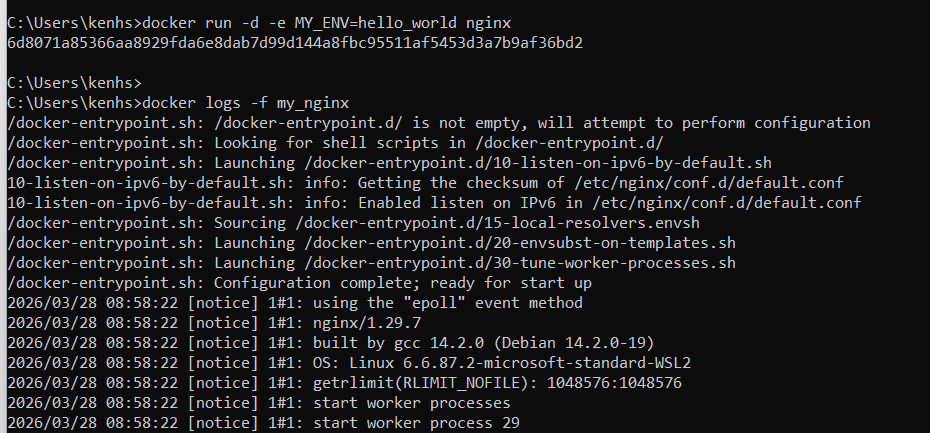 C:\Users\kenhs>docker run -d -e MY_ENV=hello_world nginx
6d8071a85366aa8929fda6e8dab7d99d144a8fbc95511af5453d3a7b9af36bd2
C:\Users\kenhs>
C:\Users\kenhs>docker logs -f my_nginx
/docker-entrypoint.sh: /docker-entrypoint.d/ is not empty, will attempt to perform configuration
/docker-entrypoint.sh: Looking for shell scripts in /docker-entrypoint.d/
/docker-entrypoint.sh: Launching /docker-entrypoint.d/10-listen-on-ipv6-by-default.sh
10-listen-on-ipv6-by-default.sh: info: Getting the checksum of /etc/nginx/conf.d/default.conf
10-listen-on-ipv6-by-default.sh: info: Enabled listen on IPv6 in /etc/nginx/conf.d/default.conf
/docker-entrypoint.sh: Sourcing /docker-entrypoint.d/15-local-resolvers.envsh
/docker-entrypoint.sh: Launching /docker-entrypoint.d/20-envsubst-on-templates.sh
/docker-entrypoint.sh: Launching /docker-entrypoint.d/30-tune-worker-processes.sh
/docker-entrypoint.sh: Configuration complete; ready for start up
2026/03/28 08:58:22 [notice] 1#1: using the "epoll" event method
2026/03/28 08:58:22 [notice] 1#1: nginx/1.29.7
2026/03/28 08:58:22 [notice] 1#1: built by gcc 14.2.0 (Debian 14.2.0-19)
2026/03/28 08:58:22 [notice] 1#1: OS: Linux 6.6.87.2-microsoft-standard-WSL2
2026/03/28 08:58:22 [notice] 1#1: getrlimit(RLIMIT_NOFILE): 1048576:1048576
2026/03/28 08:58:22 [notice] 1#1: start worker processes
2026/03/28 08:58:22 [notice] 1#1: start worker process 29